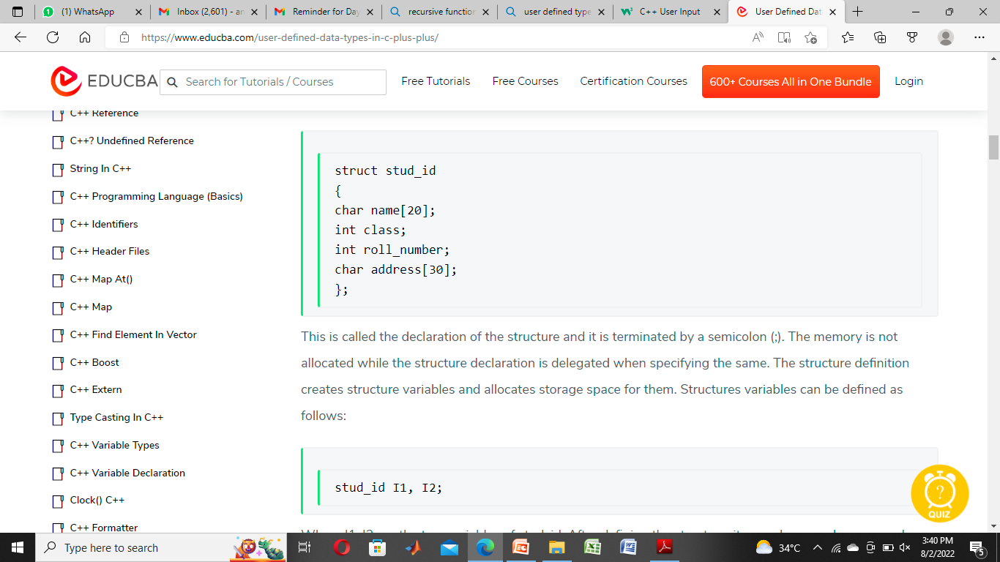 (1) WhatsApp
Inbox (2,601) - an
Reminder for Day
recursive function
user defined type
C++ User Input
User Defined Dat
https://www.educba.com/user-defined-data-types-in-c-plus-plus/
EDUCBA
Search for Tutorials / Courses
Free Tutorials
Free Courses
Certification Courses
600+ Courses All in One Bundle
Login
C++ Reference
C++? Undefined Reference
String In C++
C++ Programming Language (Basics)
C++ Identifiers
C++ Header Files
C++ Map At()
C++ Map
C++ Find Element In Vector
C++ Boost
C++ Extern
Type Casting In C++
C++ Variable Types
C++ Variable Declaration
Clock() C++
C++ Formatter
struct stud_id
{
char name[20];
int class;
int roll_number;
char address[30];
};
This is called the declaration of the structure and it is terminated by a semicolon (;). The memory is not
allocated while the structure declaration is delegated when specifying the same. The structure definition
creates structure variables and allocates storage space for them. Structures variables can be defined as
follows:
stud_id I1, I2;
?
QUIZ
Type here to search
34°C
3:40 PM
8/2/2022
5